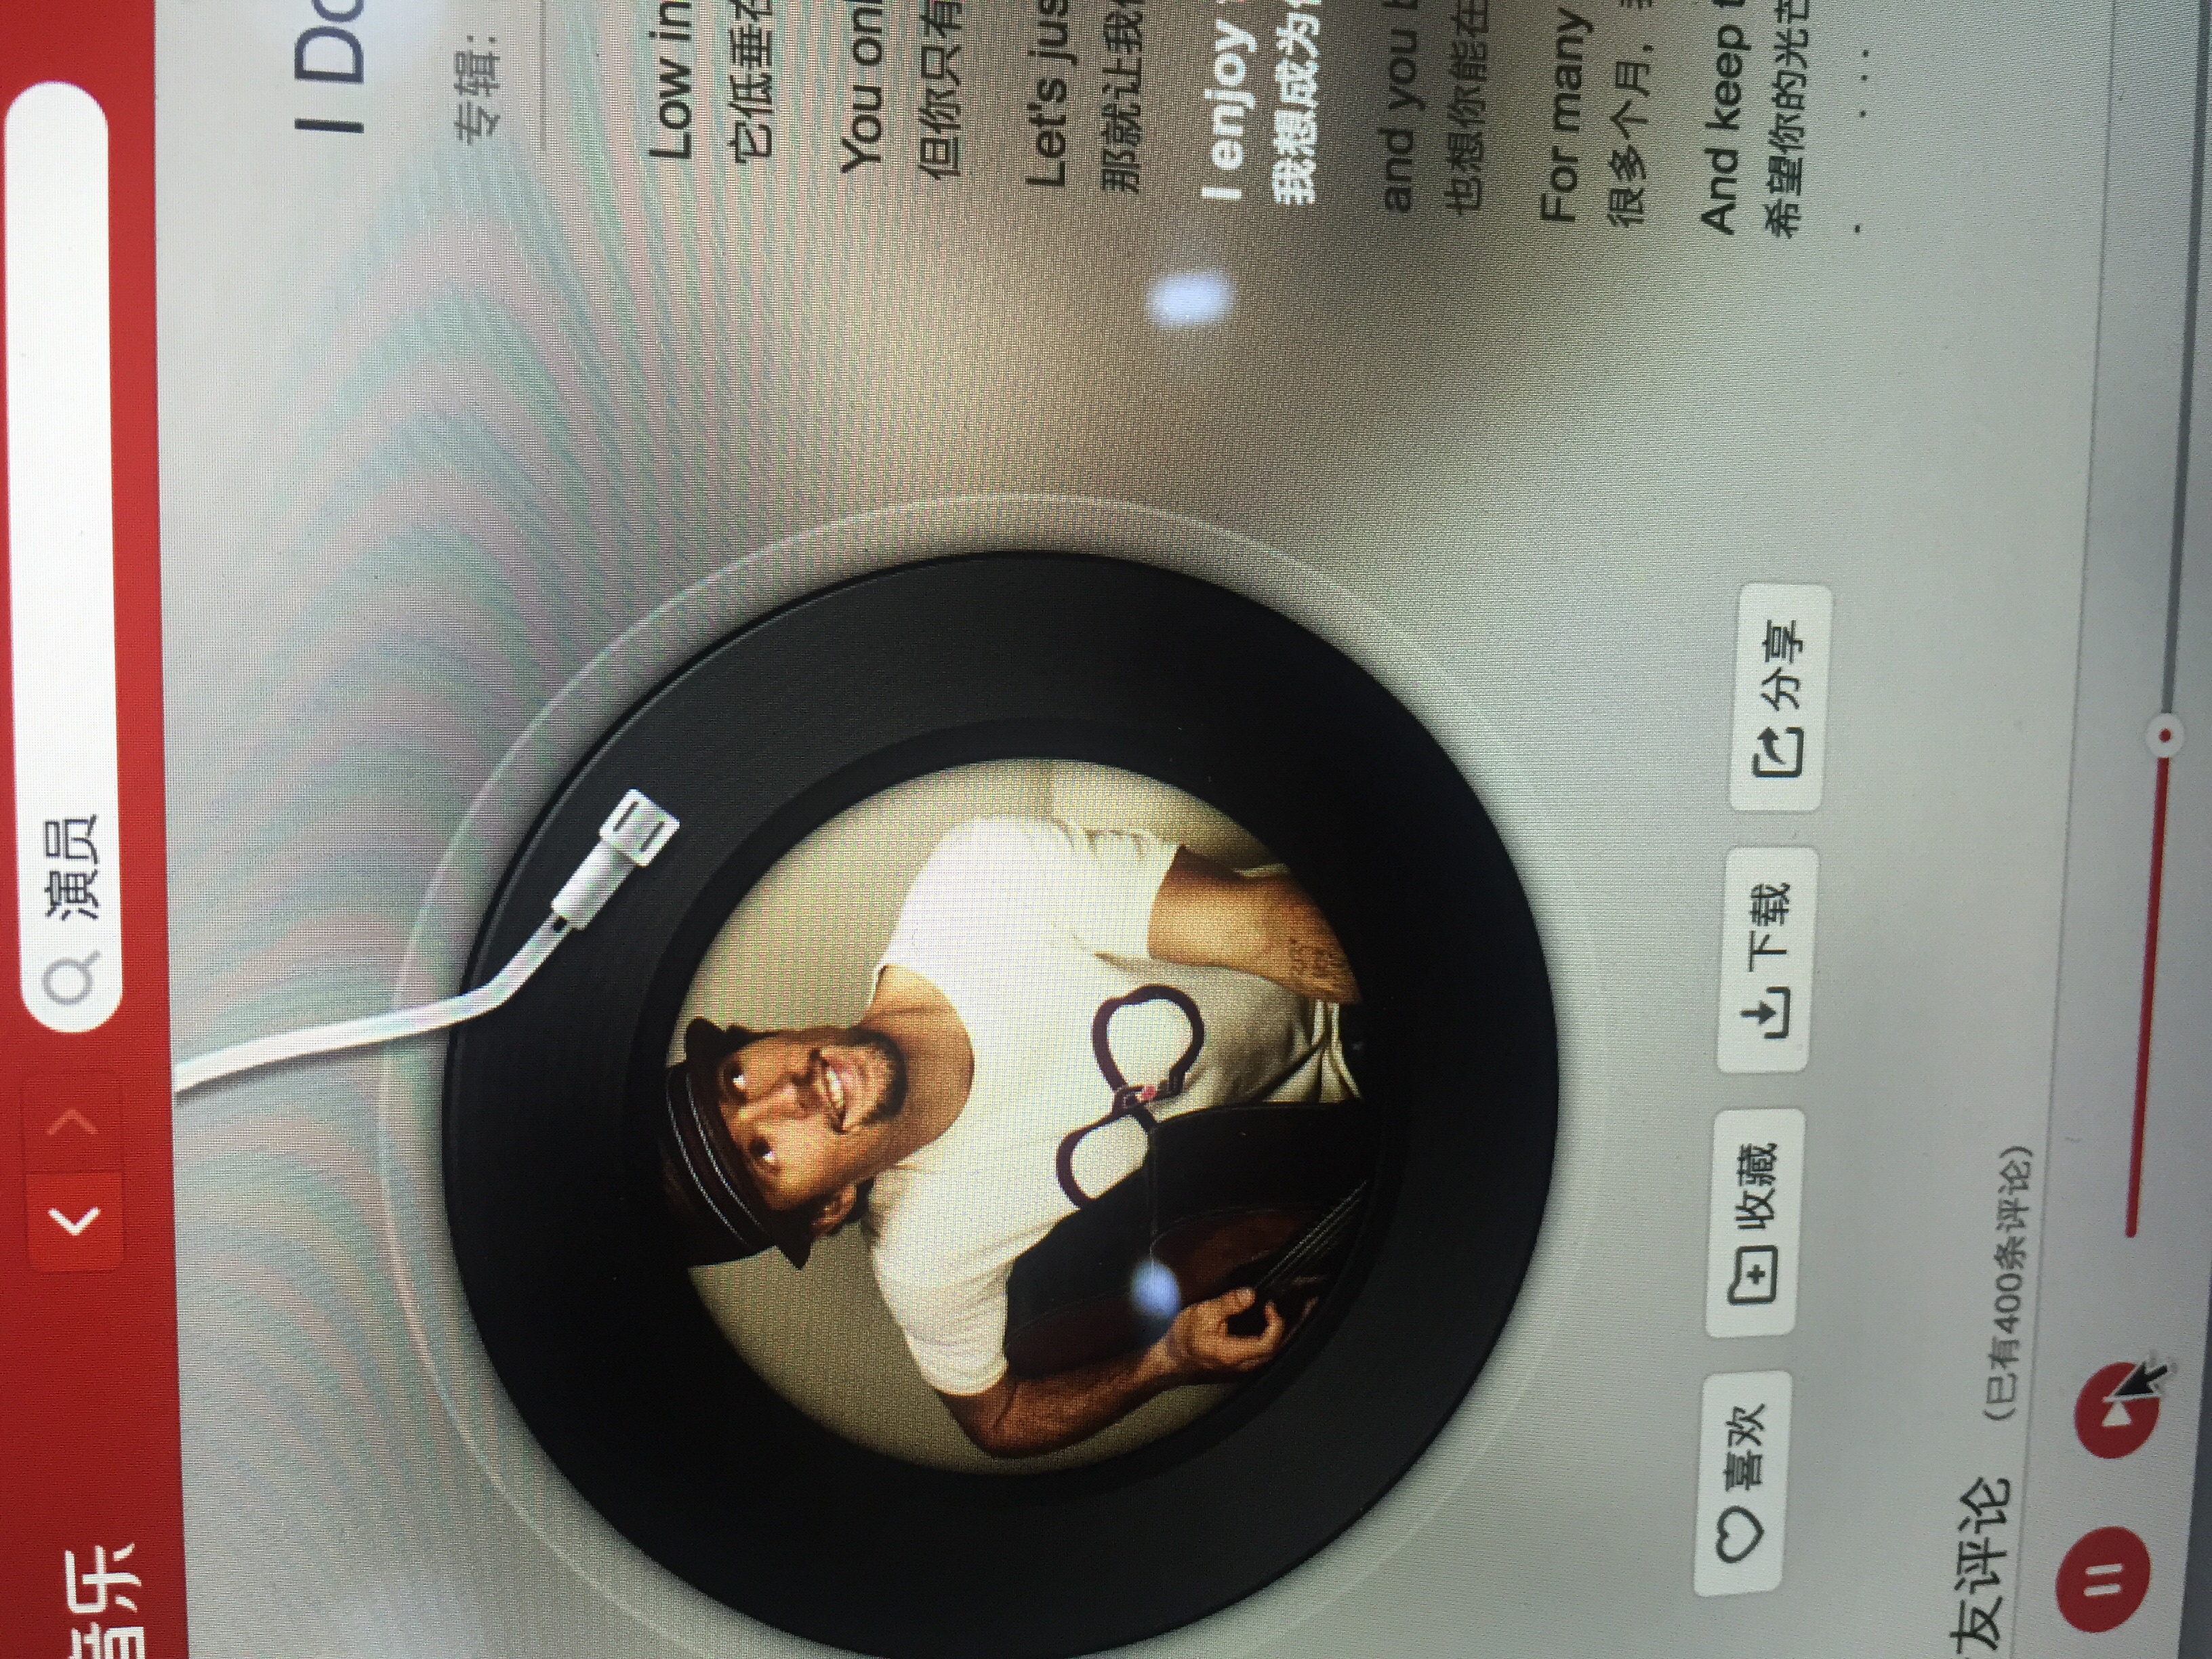 音乐
演员
I Do
专辑:
Low in
它低垂在
You onl
但你只有
Let's jus
那就让我
I enjoy
我想成为
and you b
也想你能在
For many
很多个月，
And keep t
希望你的光芒
喜欢
收藏
下载
分享
友评论 (已有400条评论)